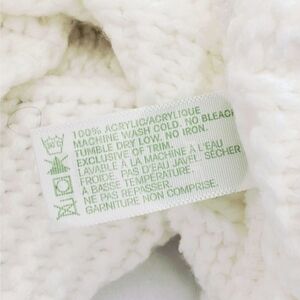 100% ACRYLIC/ACRYLIQUE
MACHINE WASH COLD. NO BLEACH
TUMBLE DRY LOW. NO IRON.
EXCLUSIVE OF TRIM.
LAVABLE À LA MACHINE À L'EAU
FROIDE. PAS D'EAU JAVEL. SÉCHER
À BASSE TEMPÉRATURE.
NE PAS REPASSER.
GARNITURE NON COMPRIS.